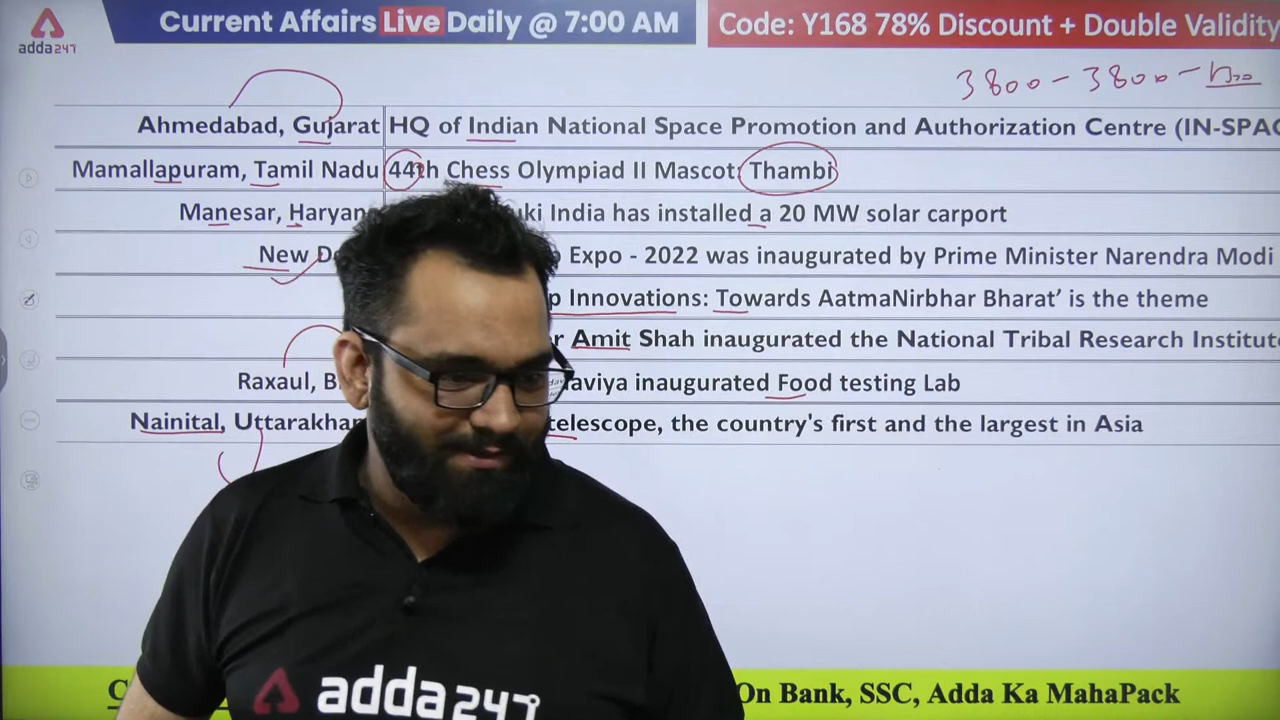 Current Affairs Live Daily @ 7:00 AM
Code: Y168 78% Discount + Double Validity
adda247
3800 - 3800 -
Ahmedabad, Gujarat HQ of Indian National Space Promotion and Authorization Centre (IN-SPAC
Mamallapuram, Tamil Nadu 44th Chess Olympiad II Mascot: Thambi
Manesar, Haryan uki India has installed a 20 MW solar carport
New D Expo - 2022 was inaugurated by Prime Minister Narendra Modi
p Innovations: Towards AatmaNirbhar Bharat' is the theme
r Amit Shah inaugurated the National Tribal Research Institute
Raxaul, B aviya inaugurated Food testing Lab
Nainital, Uttarakhan telescope, the country's first and the largest in Asia
adda247
On Bank, SSC, Adda Ka MahaPack